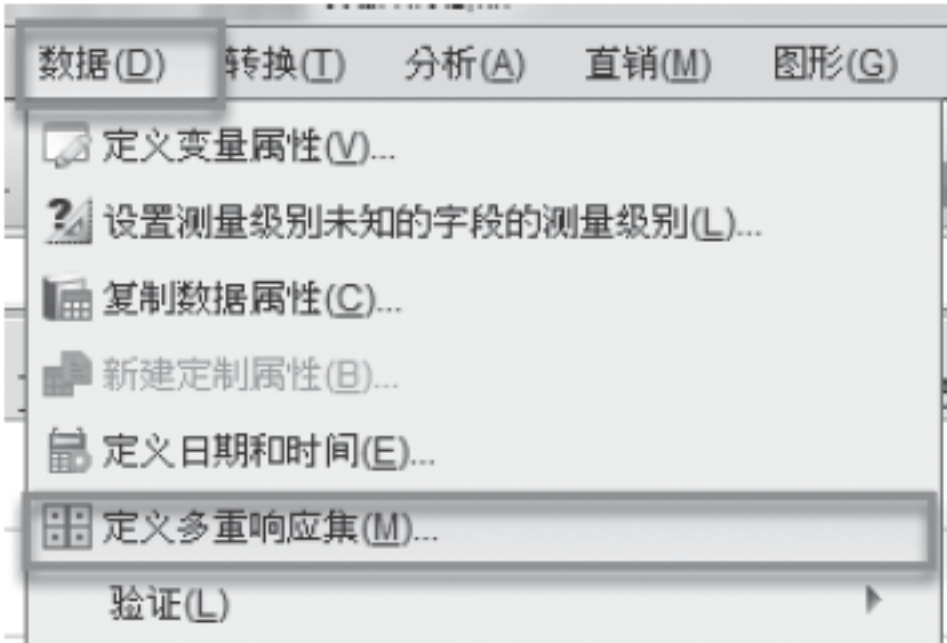 数据(D) 转换(T) 分析(A) 直销(M) 图形(G)
定义变量属性(V)...
设置测量级别未知的字段的测量级别(L)...
复制数据属性(C)...
新建定制属性(B)...
定义日期和时间(E)...
定义多重响应集(M)...
验证(L)